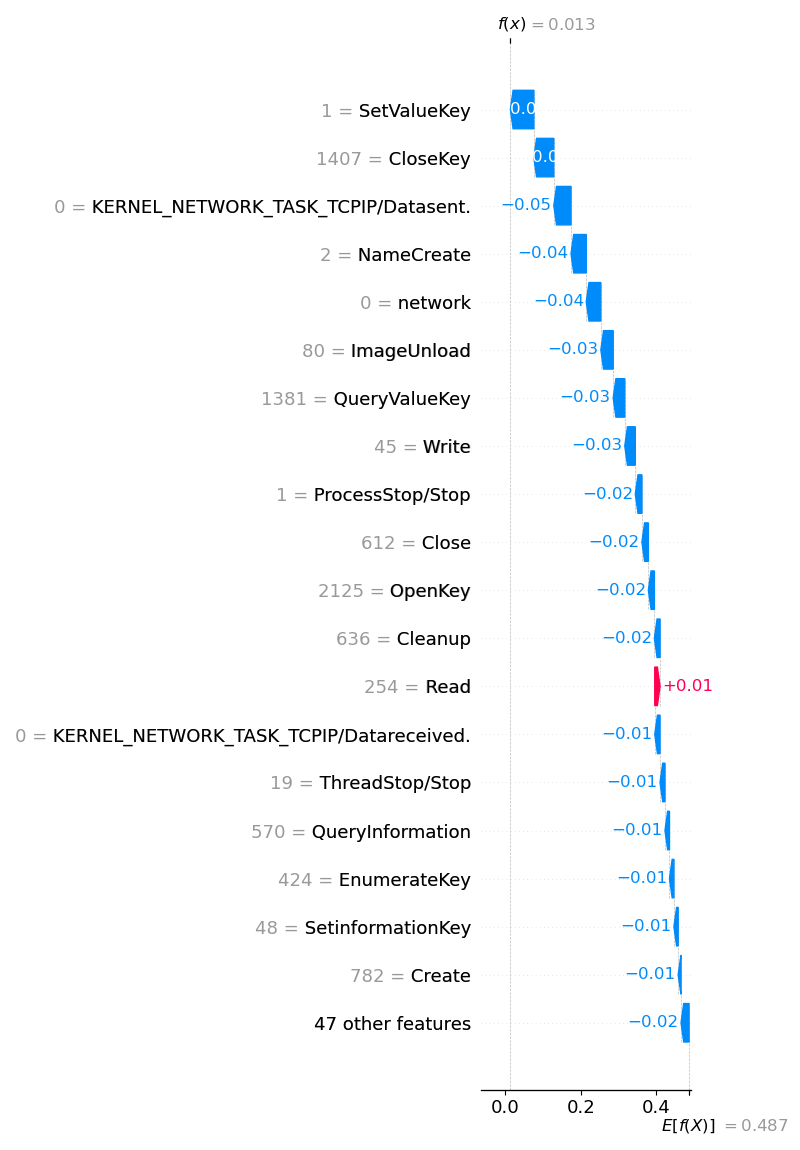 f(x) = 0.013
1 = SetValueKey
1407 = CloseKey
0 = KERNEL_NETWORK_TASK_TCPIP/Datasent. −0.05
2 = NameCreate −0.04
0 = network −0.04
80 = ImageUnload −0.03
1381 = QueryValueKey −0.03
45 = Write −0.03
1 = ProcessStop/Stop −0.02
612 = Close −0.02
2125 = OpenKey −0.02
636 = Cleanup −0.02
254 = Read +0.01
0 = KERNEL_NETWORK_TASK_TCPIP/Datareceived. −0.01
19 = ThreadStop/Stop −0.01
570 = QueryInformation −0.01
424 = EnumerateKey −0.01
48 = SetinformationKey −0.01
782 = Create −0.01
47 other features −0.02
0.0 0.2 0.4
E[f(X)] = 0.487